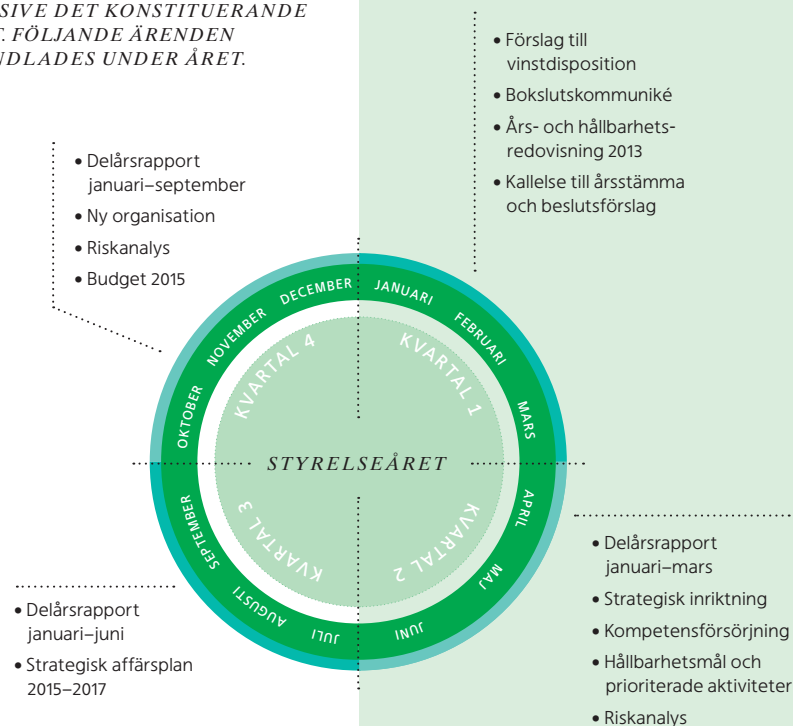 SIVE DET KONSTITUERANDE
T. FÖLJANDE ÄRENDEN
NDLADES UNDER ÅRET.
• Förslag till
vinstdisposition
• Bokslutskommuniké
• Års- och hållbarhets-
redovisning 2013
• Kallelse till årsstämma
och beslutsförslag
• Delårsrapport
januari–september
• Ny organisation
• Riskanalys
• Budget 2015
JANUARI
FEBRUARI
MARS
APRIL
MAJ
JUNI
JULI
AUGUSTI
SEPTEMBER
OKTOBER
NOVEMBER
DECEMBER
KVARTAL 1
KVARTAL 2
KVARTAL 3
KVARTAL 4
STYRELSEÅRET
• Delårsrapport
januari–mars
• Strategisk inriktning
• Kompetensförsörjning
• Hållbarhetsmål och
prioriterade aktiviteter
• Riskanalys
• Delårsrapport
januari–juni
• Strategisk affärsplan
2015–2017